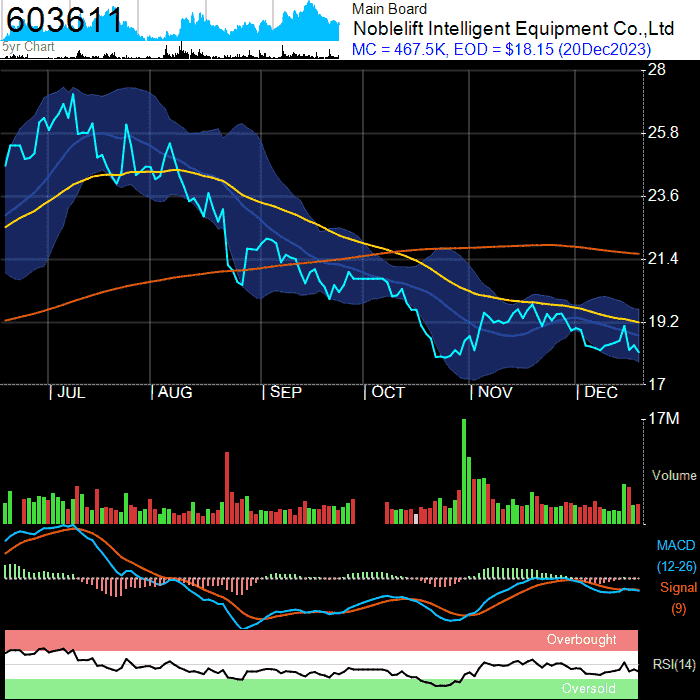 603611
5yr Chart
Main Board
Noblelift Intelligent Equipment Co.,Ltd
MC = 467.5K, EOD = $18.15 (20Dec2023)
28
25.8
23.6
21.4
19.2
17
JUL AUG SEP OCT NOV DEC
17M
Volume
MACD
(12-26)
Signal
(9)
Overbought
RSI(14)
Oversold